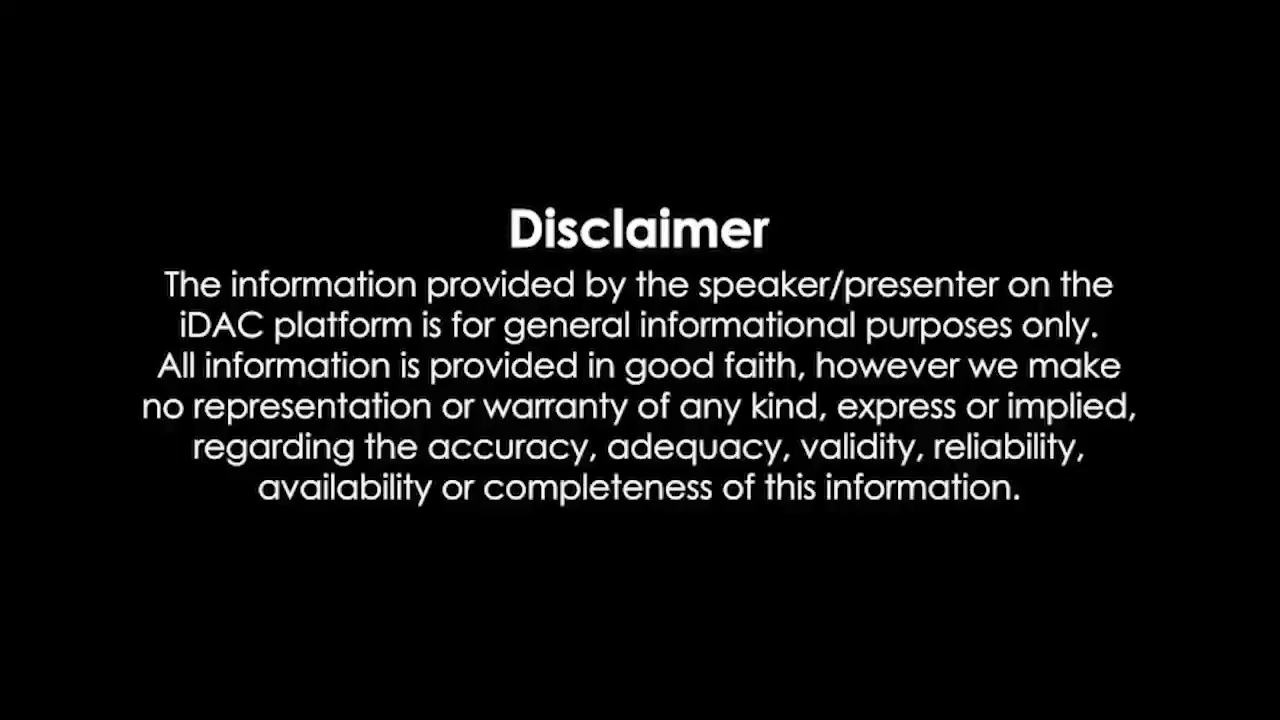 Disclaimer
The information provided by the speaker/presenter on the
iDAC platform is for general informational purposes only.
All information is provided in good faith, however we make
no representation or warranty of any kind, express or implied,
regarding the accuracy, adequacy, validity, reliability,
availability or completeness of this information.